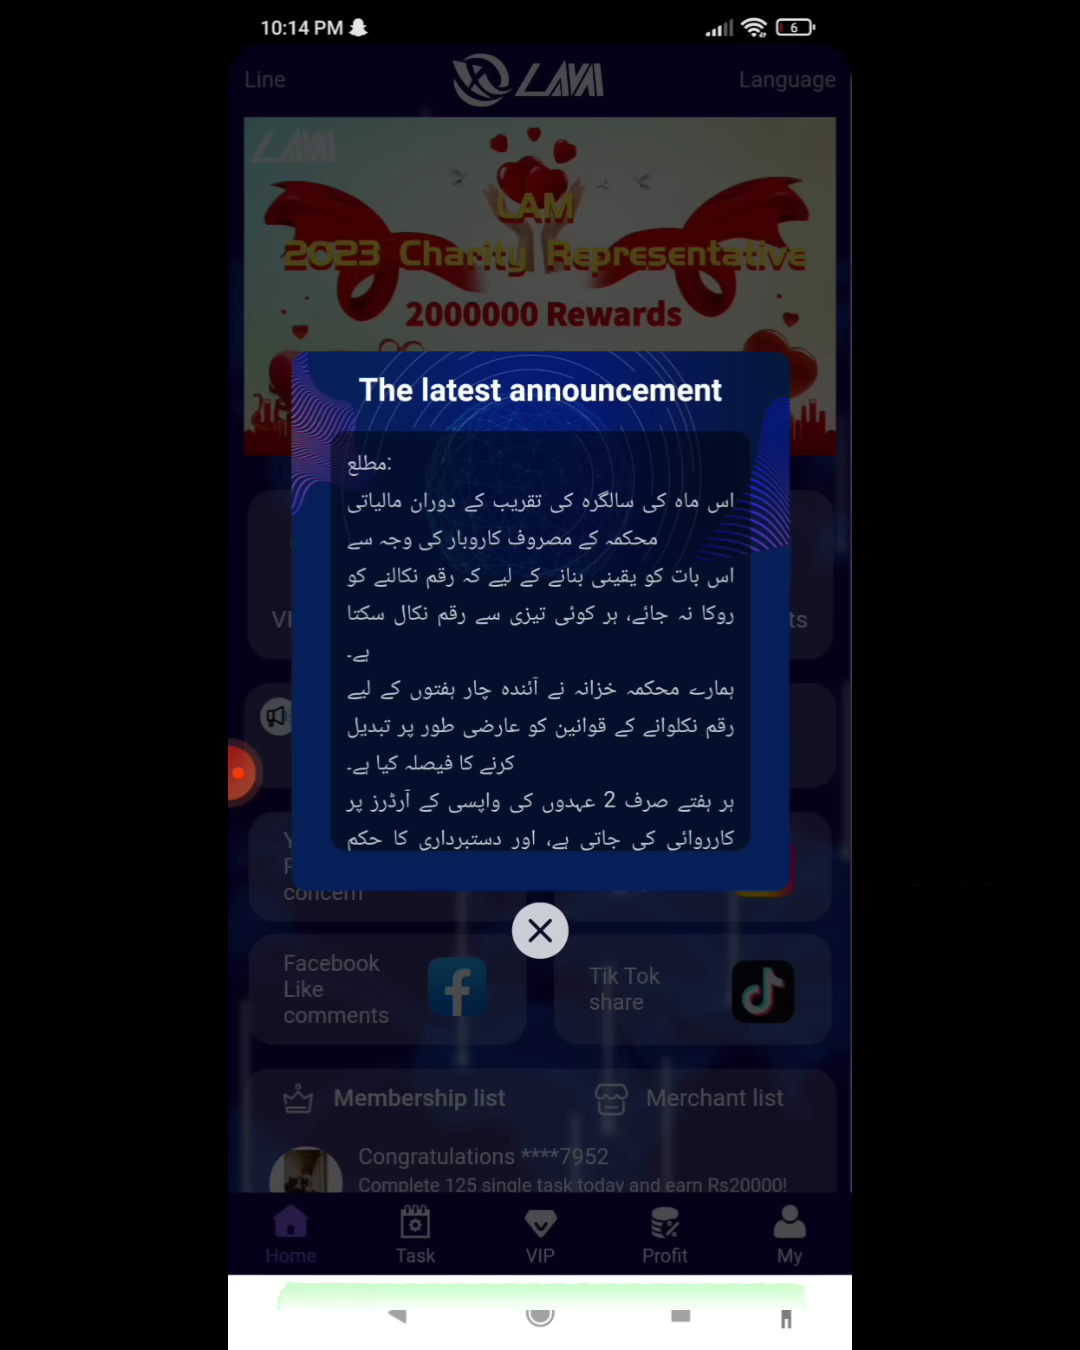 10:14 PM
6
Line
LAM
Language
LAM
LAM
2023 Charity Representative
2000000 Rewards
The latest announcement
مطلع:
اس ماہ کی سالگرہ کی تقریب کے دوران مالیاتی
محکمہ کے مصروف کاروبار کی وجہ سے
اس بات کو یقینی بنانے کے لیے کہ رقم نکالنے کو
روکا نہ جائے، ہر کوئی تیزی سے رقم نکال سکتا
ہے۔
ہمارے محکمہ خزانہ نے آئندہ چار ہفتوں کے لیے
رقم نکلوانے کے قوانین کو عارضی طور پر تبدیل
کرنے کا فیصلہ کیا ہے۔
ہر ہفتے صرف 2 عہدوں کی واپسی کے آرڈرز پر
کارروائی کی جاتی ہے، اور دستبرداری کا حکم
concern
Facebook
Like
comments
Tik Tok
share
Membership list
Merchant list
Congratulations ****7952
Complete 125 single task today and earn Rs20000!
Home
Task
VIP
Profit
My